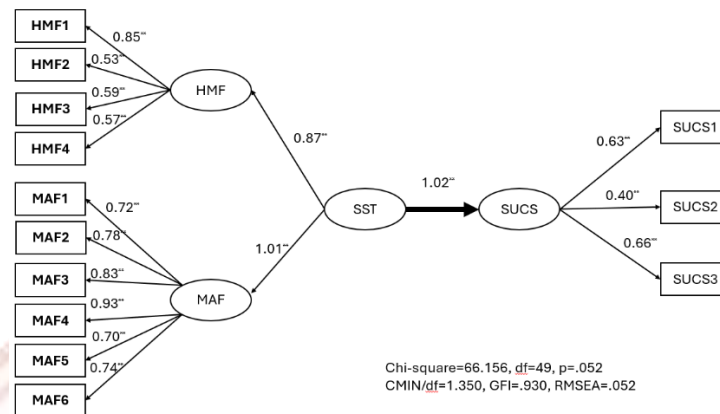 HMF1
HMF2
HMF3
HMF4
0.85**
0.53**
0.59**
0.57**
HMF
0.87**
MAF1
MAF2
MAF3
MAF4
MAF5
MAF6
0.72**
0.78**
0.83**
0.93**
0.70**
0.74**
MAF
1.01**
SST
1.02**
SUCS
0.63**
0.40**
0.66**
SUCS1
SUCS2
SUCS3
Chi-square=66.156, df=49, p=.052
CMIN/df=1.350, GFI=.930, RMSEA=.052